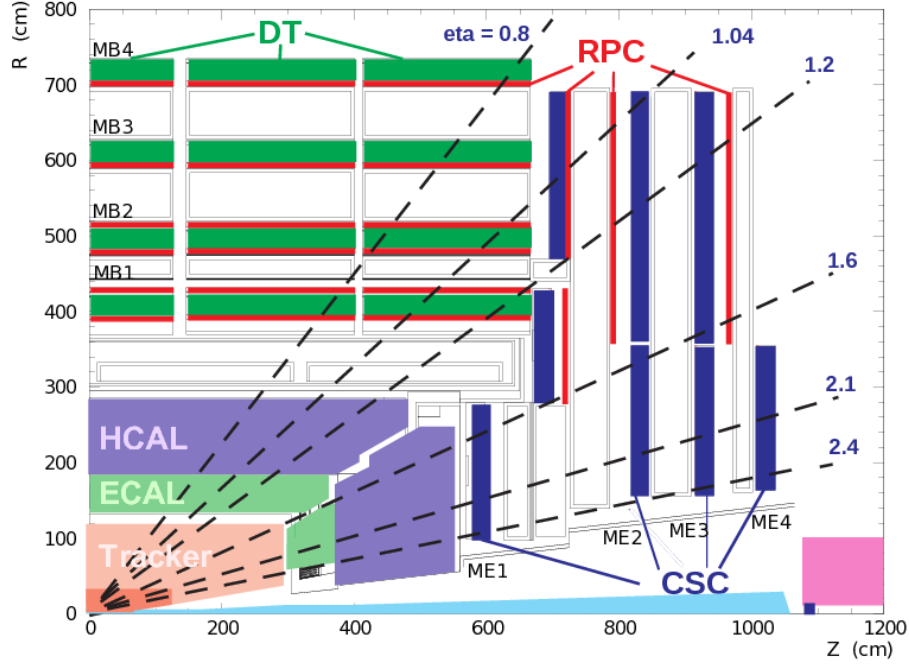 800
R (cm)
700
600
500
400
300
200
100
0
MB4
DT
eta = 0.8
RPC
1.04
1.2
MB3
MB2
MB1
1.6
2.1
2.4
HCAL
ECAL
Tracker
ME1
ME2
ME3
ME4
CSC
0
200
400
600
800
1000
1200
Z (cm)